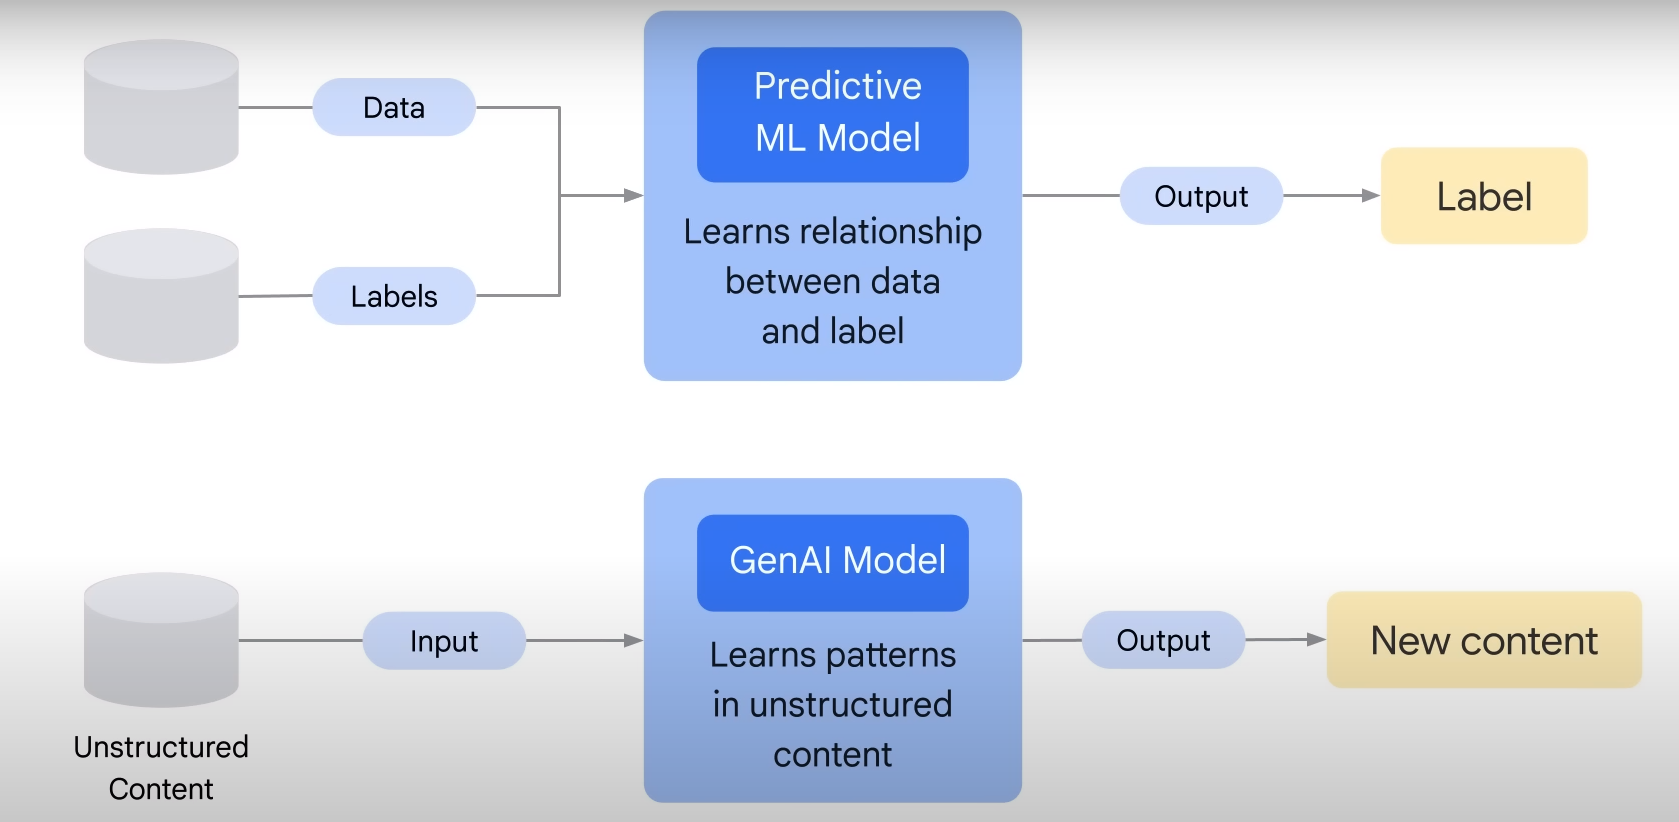 Data
Labels
Predictive
ML Model
Learns relationship
between data
and label
Output
Label
Unstructured
Content
Input
GenAI Model
Learns patterns
in unstructured
content
Output
New content